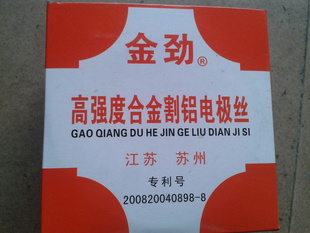 金劲®
高强度合金割铝电极丝
GAO QIANG DU HE JIN GE LIU DIAN JI SI
江苏 苏州
专利号
200820040898-8